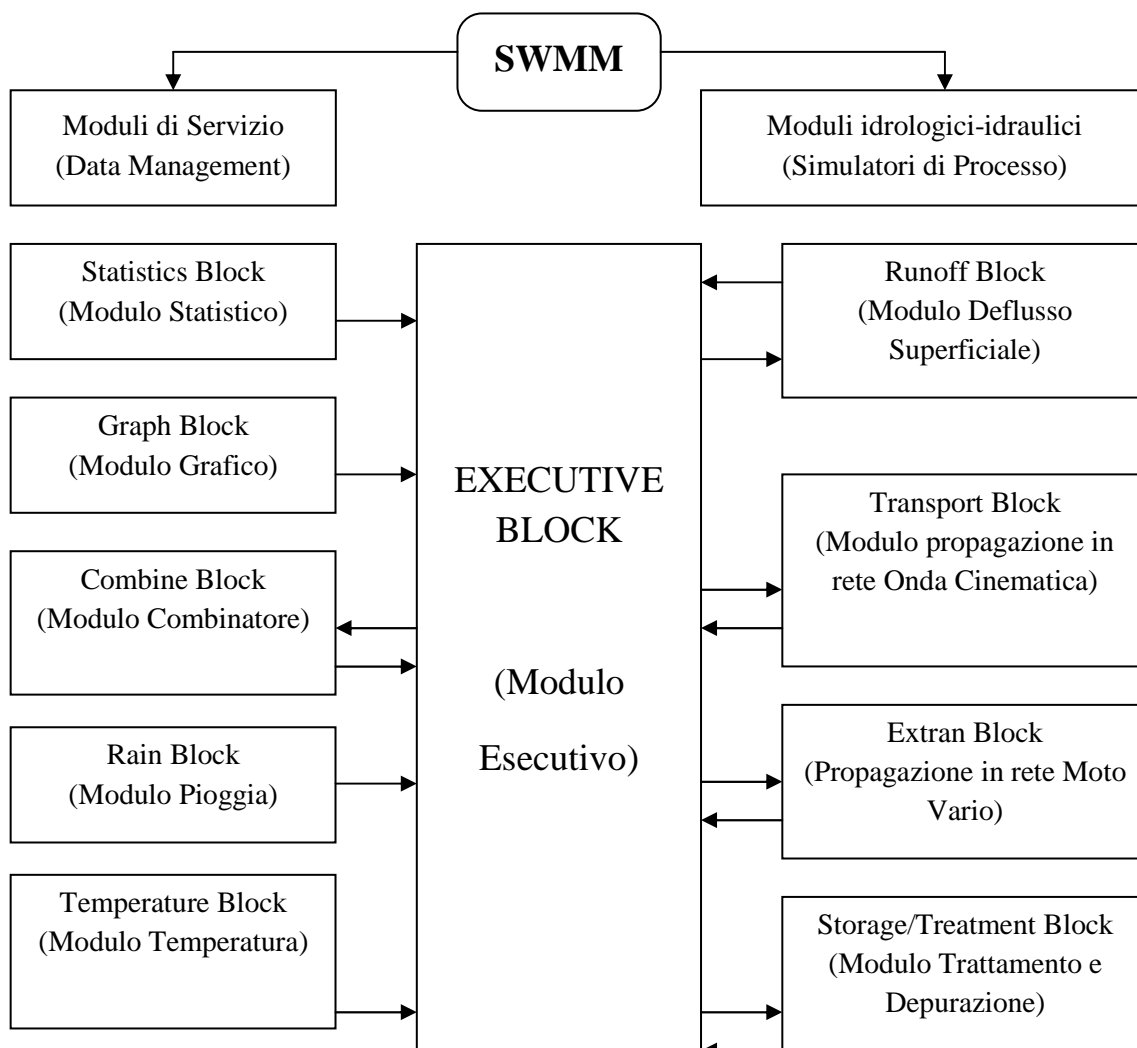 SWMM
Moduli di Servizio
(Data Management)
Moduli idrologici-idraulici
(Simulatori di Processo)
Statistics Block
(Modulo Statistico)
Graph Block
(Modulo Grafico)
Combine Block
(Modulo Combinatore)
Rain Block
(Modulo Pioggia)
Temperature Block
(Modulo Temperatura)
EXECUTIVE
BLOCK
(Modulo
Esecutivo)
Runoff Block
(Modulo Deflusso
Superficiale)
Transport Block
(Modulo propagazione in
rete Onda Cinematica)
Extran Block
(Propagazione in rete Moto
Vario)
Storage/Treatment Block
(Modulo Trattamento e
Depurazione)